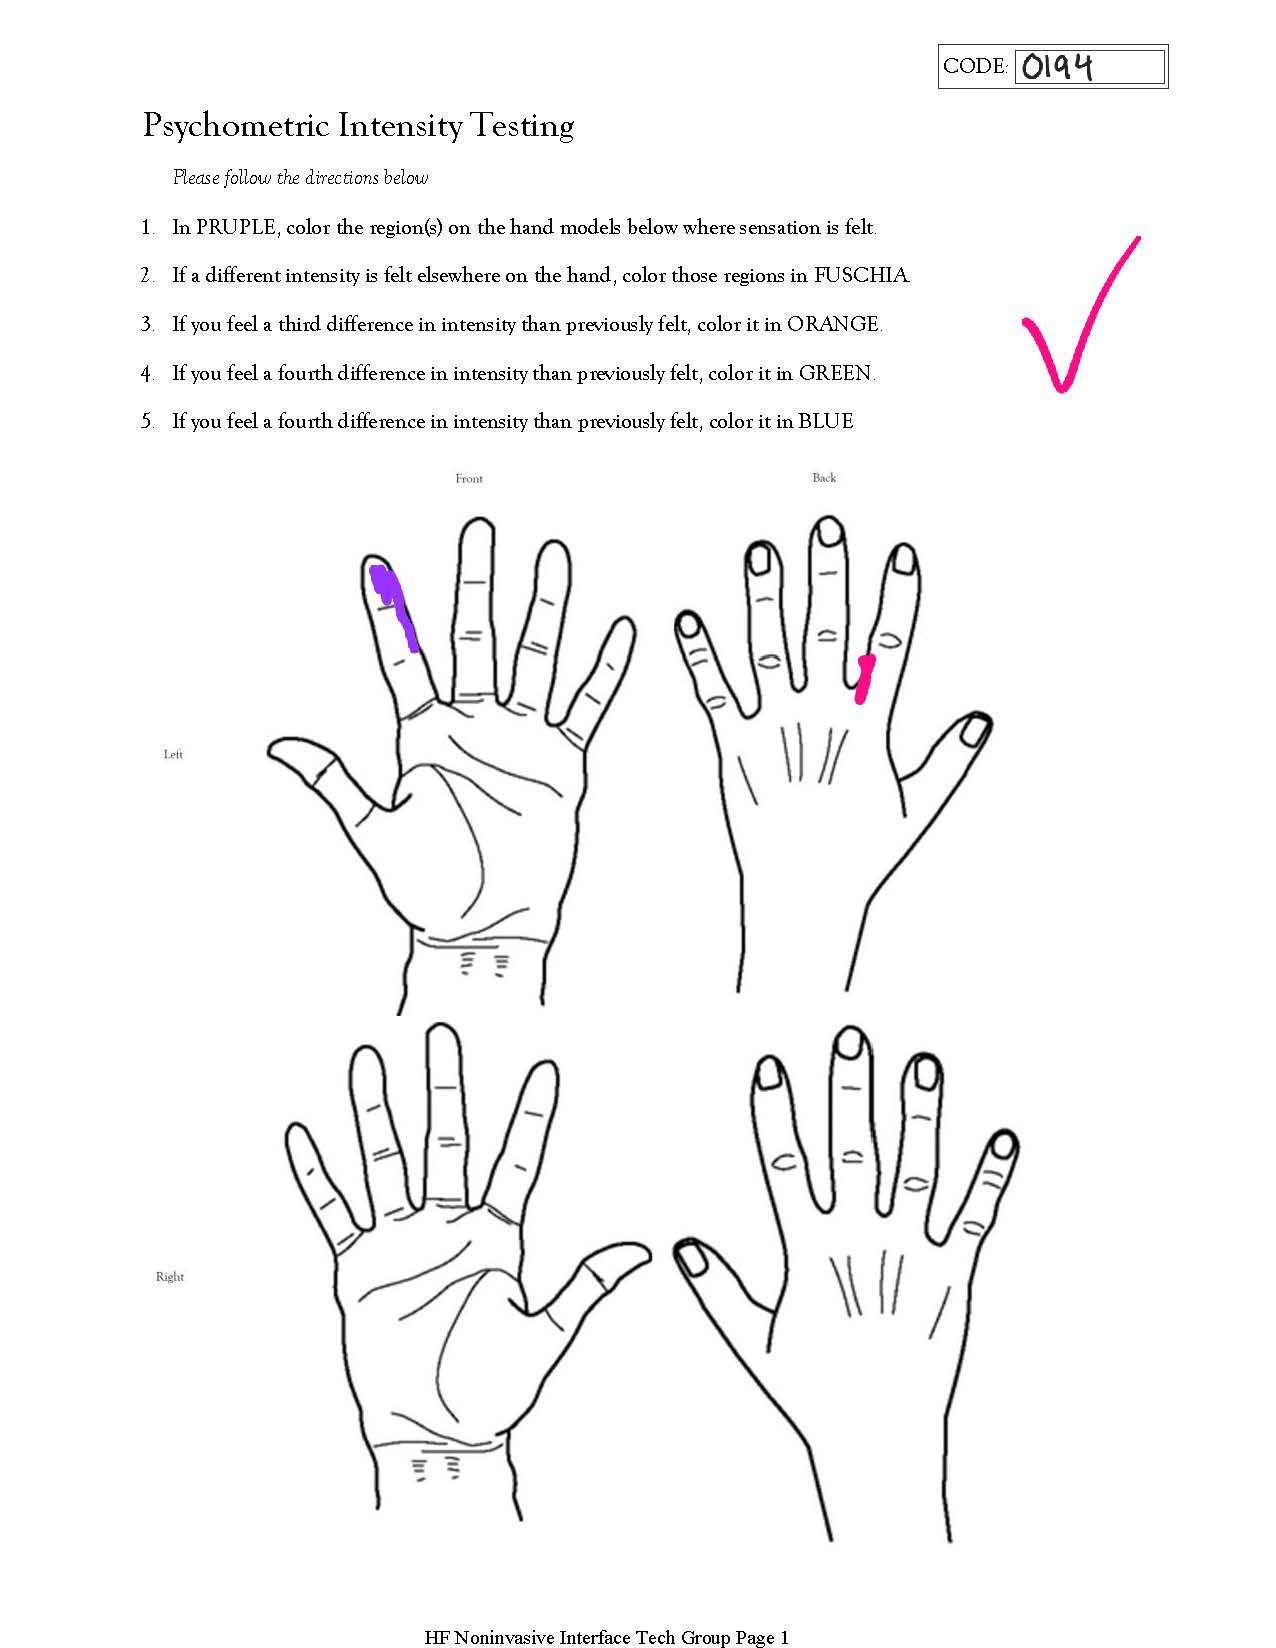 CODE: 0194
Psychometric Intensity Testing
Please follow the directions below
1. In PRUPLE, color the region(s) on the hand models below where sensation is felt.
2. If a different intensity is felt elsewhere on the hand, color those regions in FUSCHIA.
3. If you feel a third difference in intensity than previously felt, color it in ORANGE.
4. If you feel a fourth difference in intensity than previously felt, color it in GREEN.
5. If you feel a fourth difference in intensity than previously felt, color it in BLUE
Front Back
Left
Right
HF Noninvasive Interface Tech Group Page 1